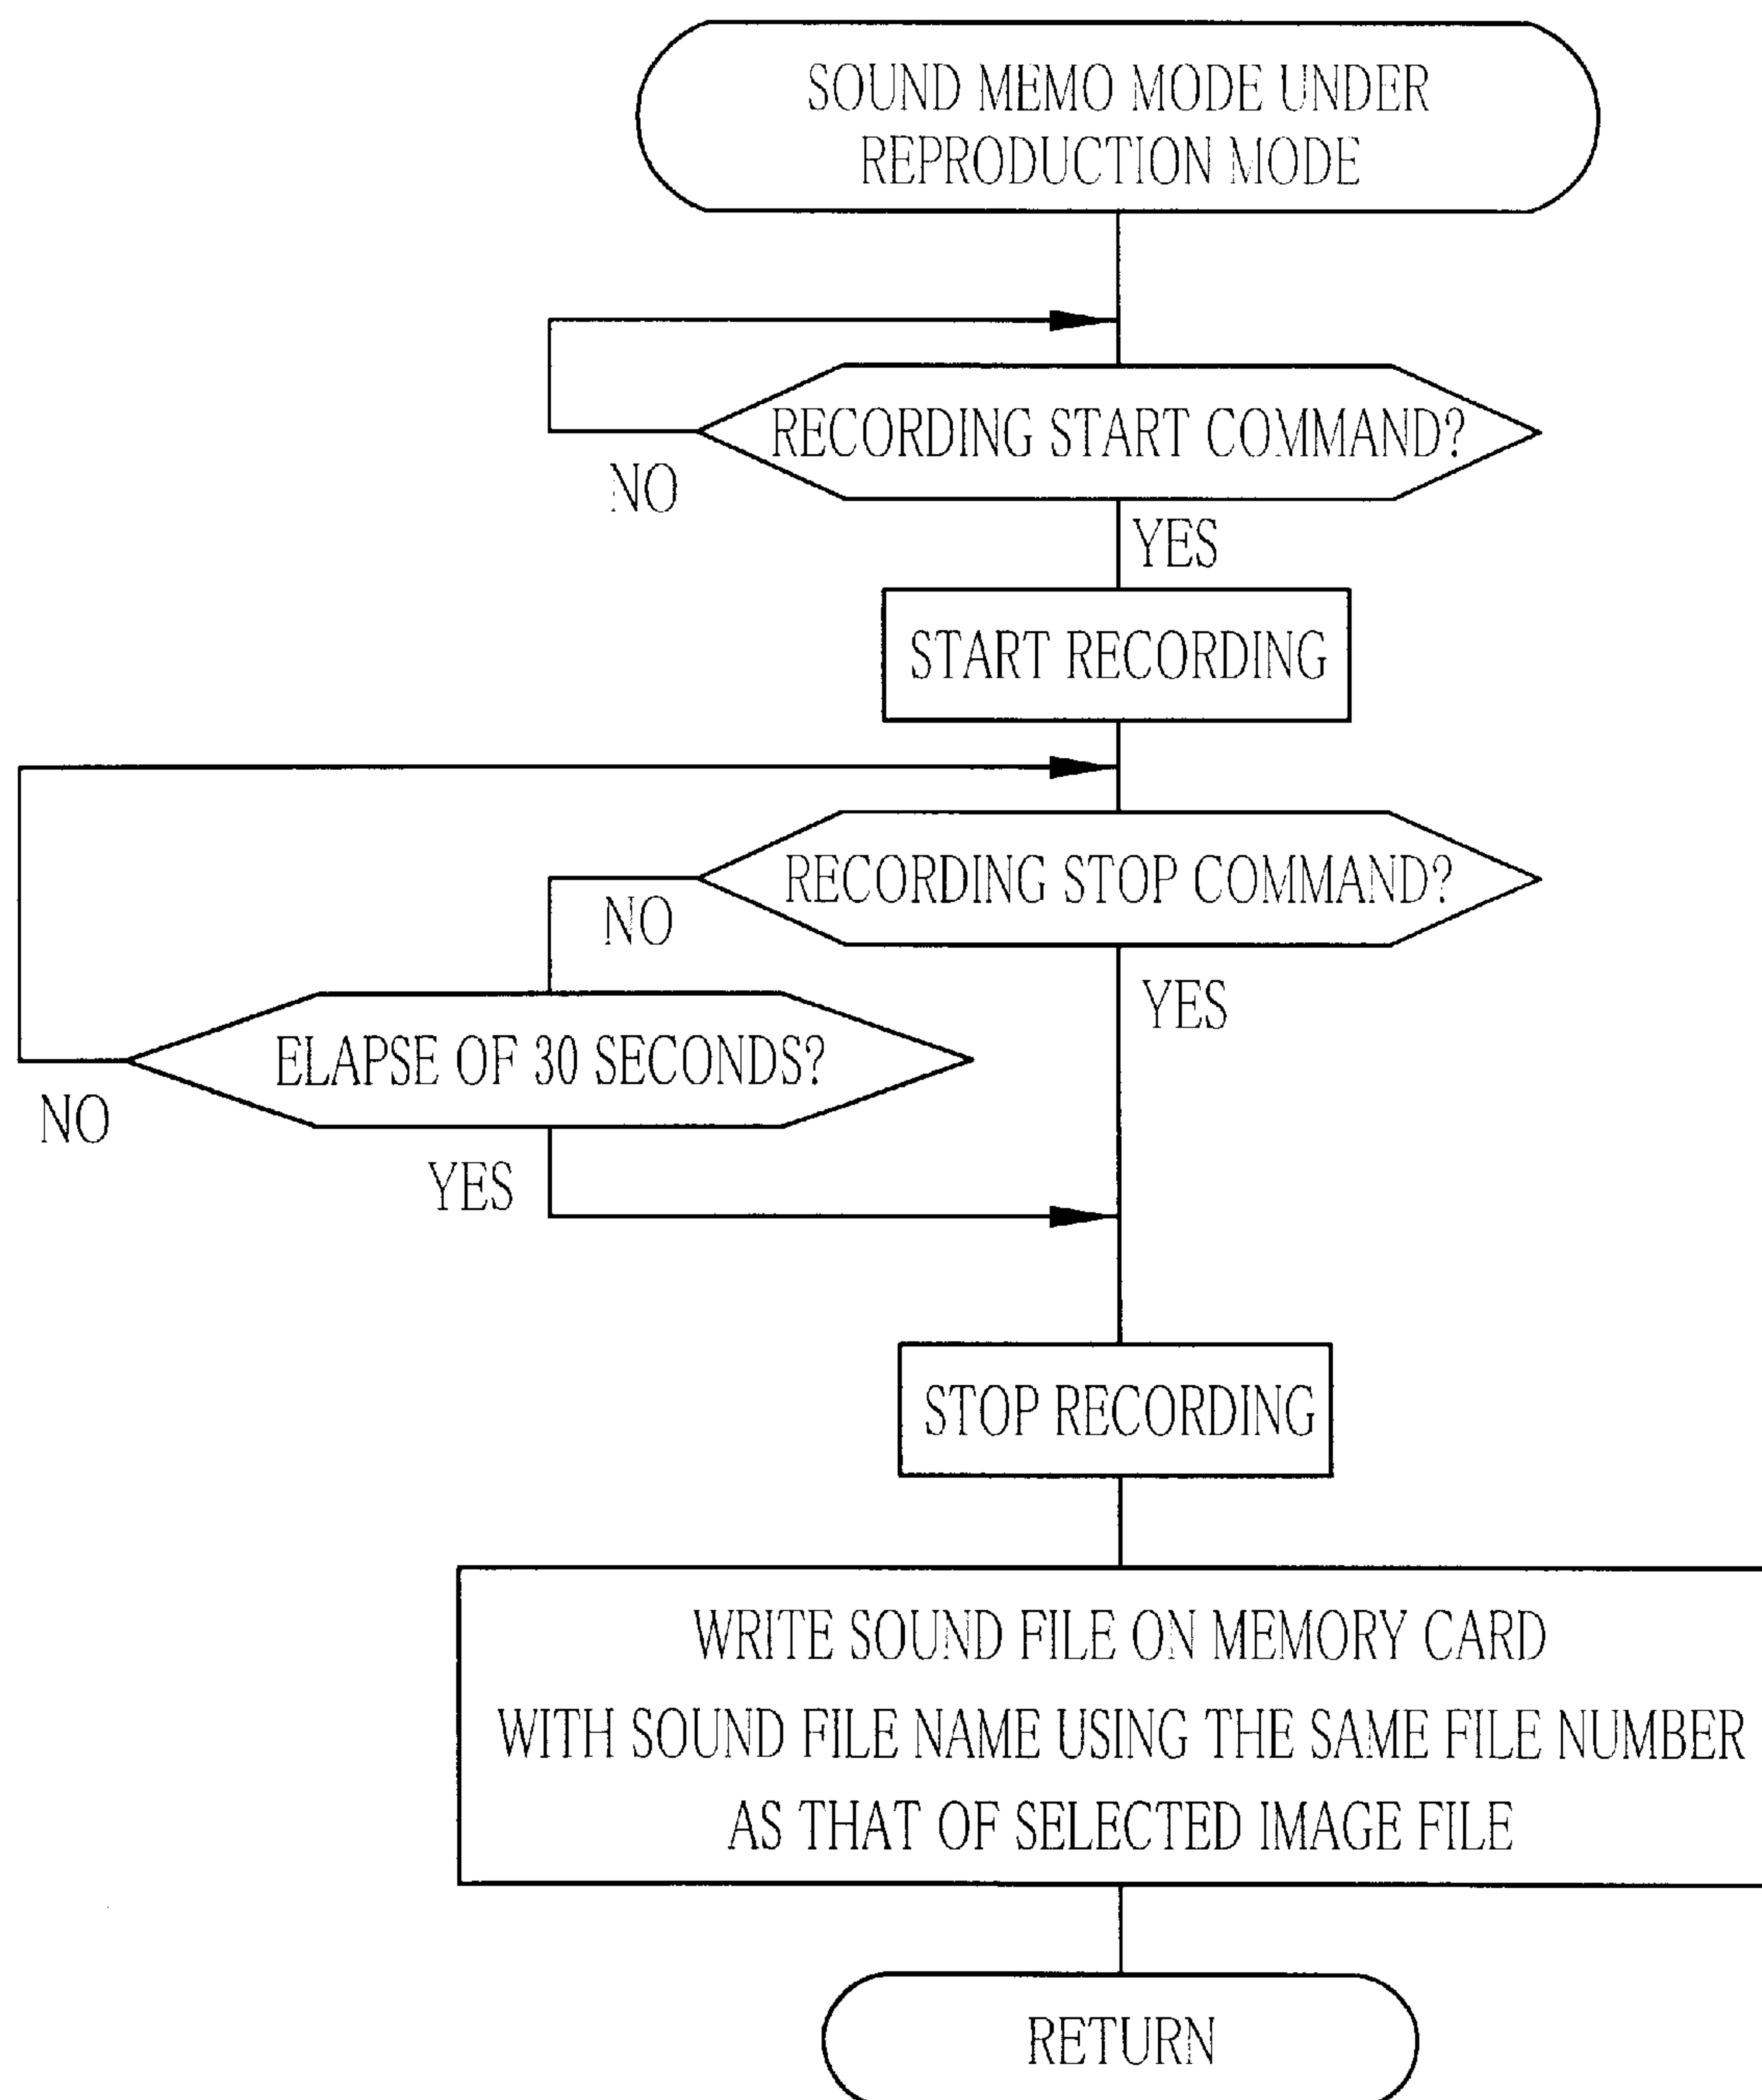 SOUND MEMO MODE UNDER
REPRODUCTION MODE
RECORDING START COMMAND?
NO
YES
START RECORDING
RECORDING STOP COMMAND?
NO
YES
ELAPSE OF 30 SECONDS?
NO
YES
STOP RECORDING
WRITE SOUND FILE ON MEMORY CARD
WITH SOUND FILE NAME USING THE SAME FILE NUMBER
AS THAT OF SELECTED IMAGE FILE
RETURN